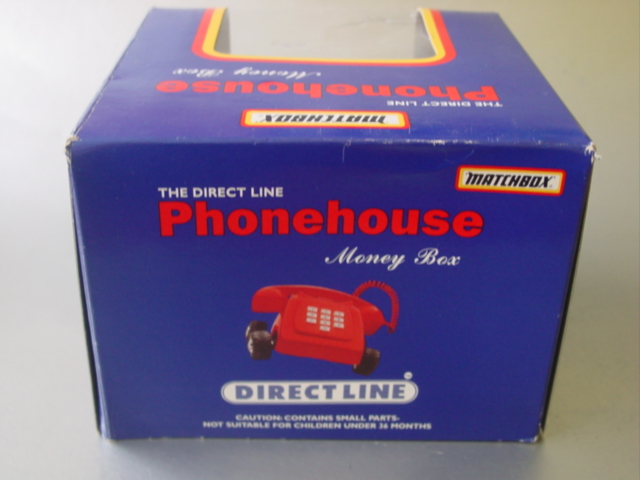 Money Box
Phonehouse
THE DIRECT LINE
MATCHBOX
MATCHBOX
THE DIRECT LINE
Phonehouse
Money Box
DIRECT LINE
CAUTION: CONTAINS SMALL PARTS-
NOT SUITABLE FOR CHILDREN UNDER 36 MONTHS